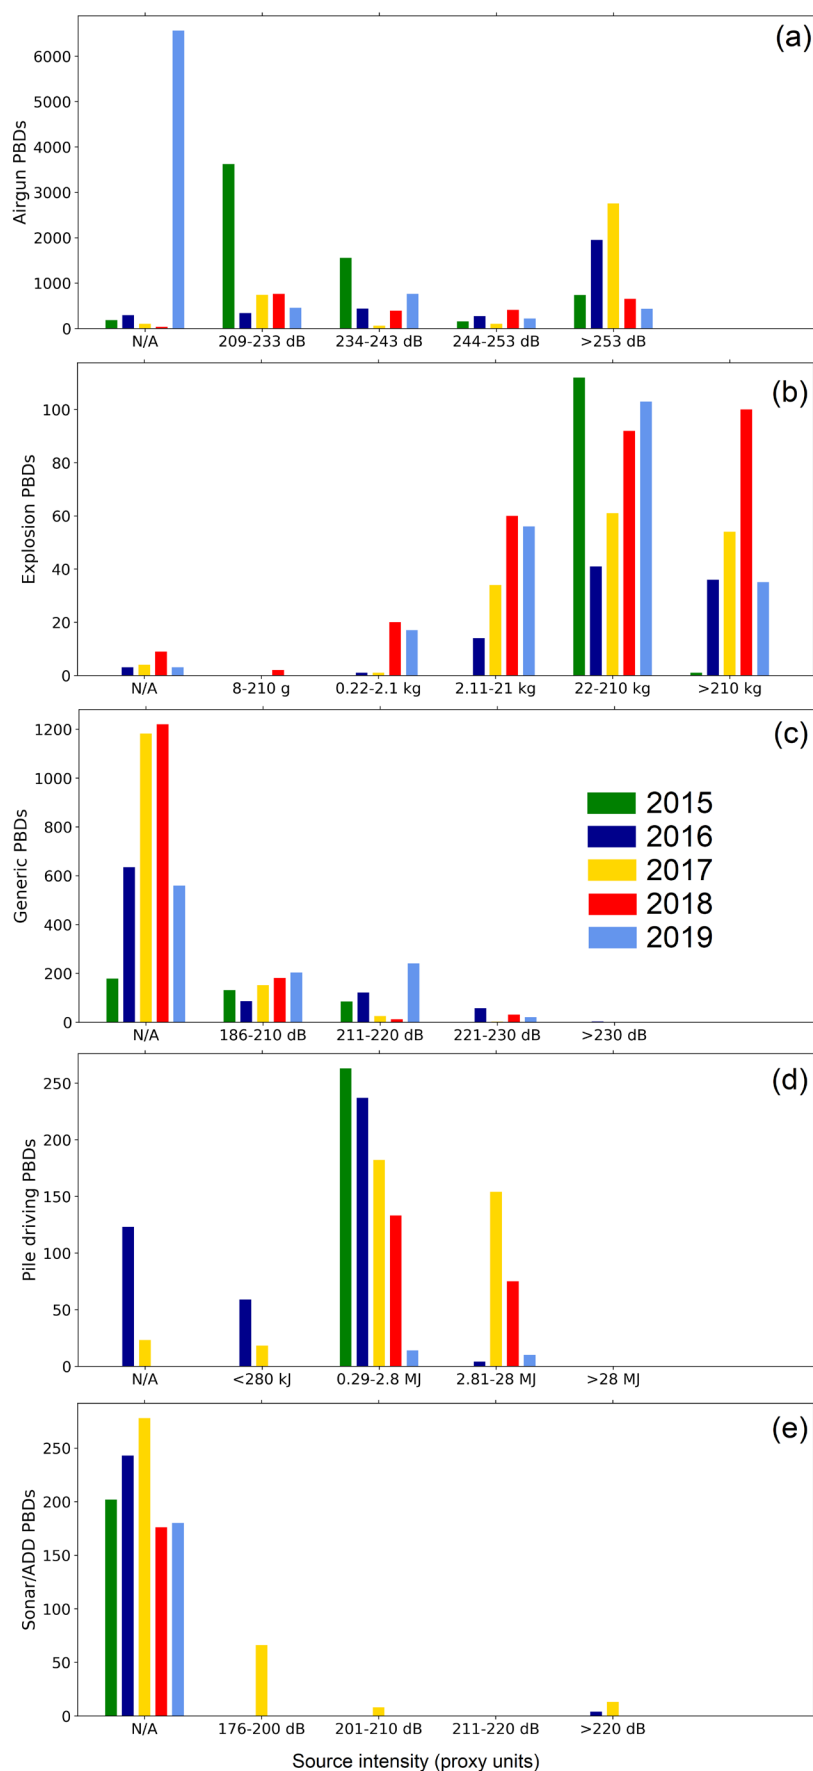 (a)
Airgun PBDs
6000
5000
4000
3000
2000
1000
0
N/A 209-233 dB 234-243 dB 244-253 dB >253 dB
(b)
Explosion PBDs
100
80
60
40
20
0
N/A 8-210 g 0.22-2.1 kg 2.11-21 kg 22-210 kg >210 kg
(c)
Generic PBDs
1200
1000
800
600
400
200
0
2015
2016
2017
2018
2019
N/A 186-210 dB 211-220 dB 221-230 dB >230 dB
(d)
Pile driving PBDs
250
200
150
100
50
0
N/A <280 kJ 0.29-2.8 MJ 2.81-28 MJ >28 MJ
(e)
Sonar/ADD PBDs
250
200
150
100
50
0
N/A 176-200 dB 201-210 dB 211-220 dB >220 dB
Source intensity (proxy units)